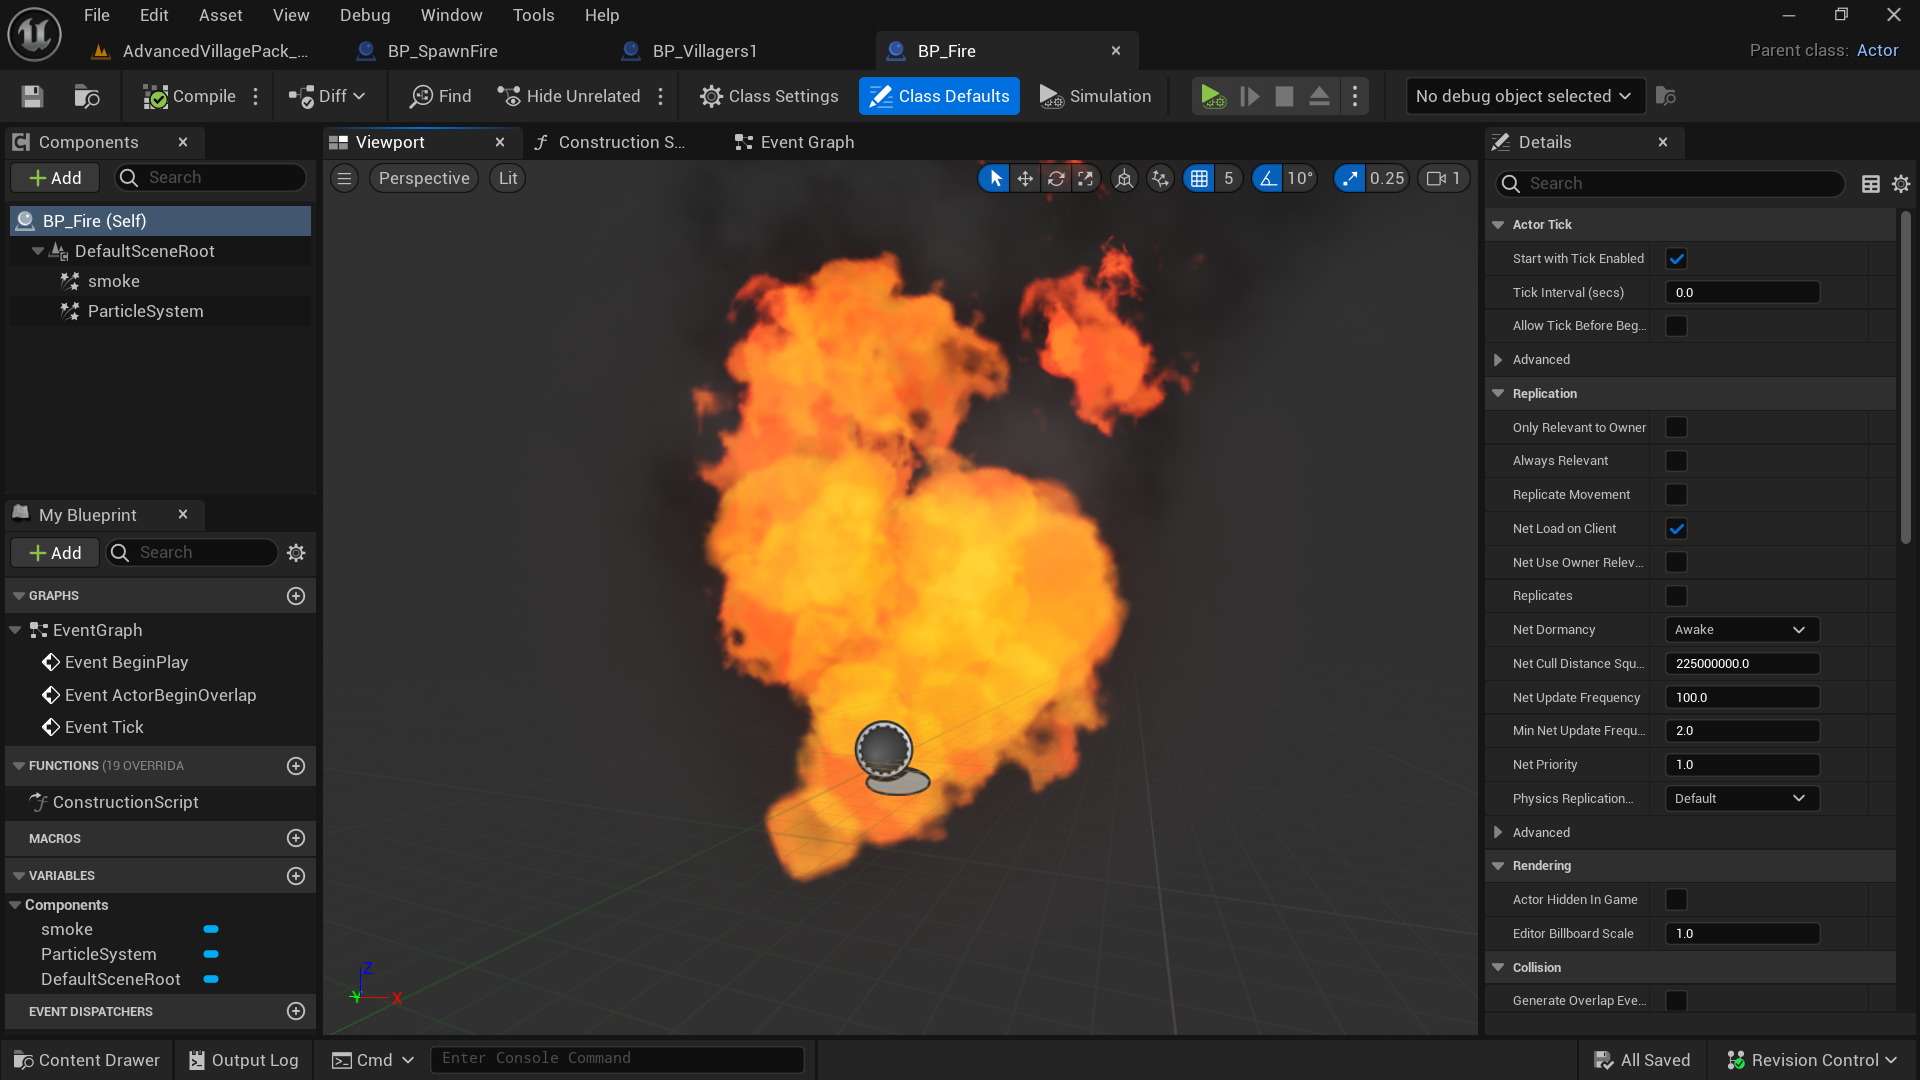 File Edit Asset View Debug Window Tools Help
AdvancedVillagePack_... BP_SpawnFire BP_Villagers1 BP_Fire
Parent class: Actor
Compile Diff Find Hide Unrelated Class Settings Class Defaults Simulation No debug object selected
Components
Add Search
BP_Fire (Self)
DefaultSceneRoot
smoke
ParticleSystem
My Blueprint
Add Search
GRAPHS
EventGraph
Event BeginPlay
Event ActorBeginOverlap
Event Tick
FUNCTIONS (19 OVERRIDA
ConstructionScript
MACROS
VARIABLES
Components
smoke
ParticleSystem
DefaultSceneRoot
EVENT DISPATCHERS
Viewport Construction S... Event Graph
Perspective Lit 5 10° 0.25 1
Z
Y
X
Details
Search
Actor Tick
Start with Tick Enabled
Tick Interval (secs) 0.0
Allow Tick Before Beg...
Advanced
Replication
Only Relevant to Owner
Always Relevant
Replicate Movement
Net Load on Client
Net Use Owner Relev...
Replicates
Net Dormancy Awake
Net Cull Distance Squ... 225000000.0
Net Update Frequency 100.0
Min Net Update Frequ... 2.0
Net Priority 1.0
Physics Replication... Default
Advanced
Rendering
Actor Hidden In Game
Editor Billboard Scale 1.0
Collision
Generate Overlap Eve...
Content Drawer Output Log Cmd Enter Console Command All Saved Revision Control